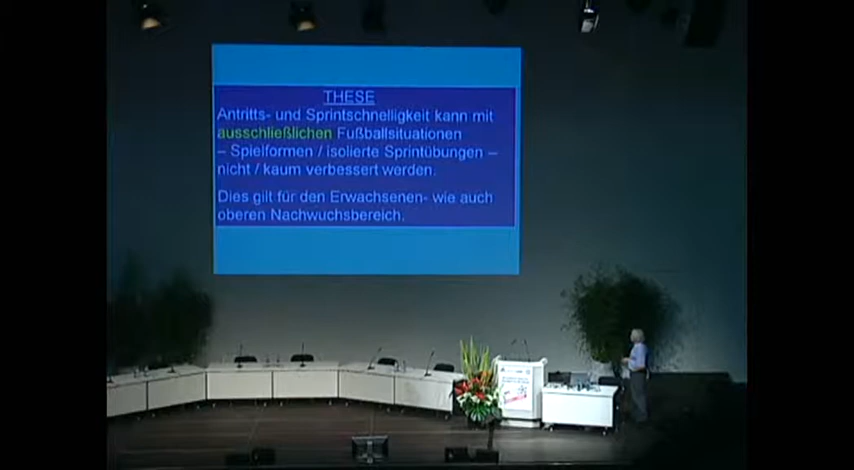 THESE
Antritts- und Sprintschnelligkeit kann mit
ausschließlichen Fußballsituationen
– Spielformen / isolierte Sprintübungen –
nicht / kaum verbessert werden.
Dies gilt für den Erwachsenen- wie auch
oberen Nachwuchsbereich.